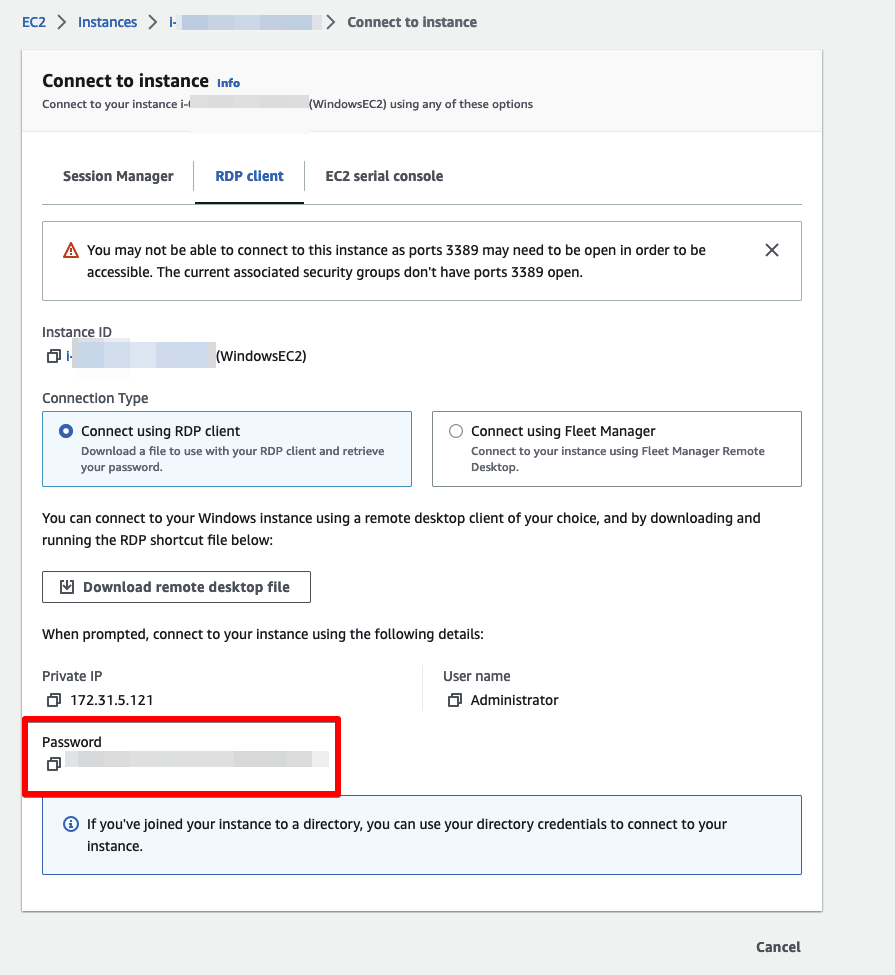 EC2 > Instances > i- > Connect to instance
Connect to instance Info
Connect to your instance i- (WindowsEC2) using any of these options
Session Manager RDP client EC2 serial console
You may not be able to connect to this instance as ports 3389 may need to be open in order to be
accessible. The current associated security groups don't have ports 3389 open.
Instance ID
i- (WindowsEC2)
Connection Type
Connect using RDP client
Download a file to use with your RDP client and retrieve
your password.
Connect using Fleet Manager
Connect to your instance using Fleet Manager Remote
Desktop.
You can connect to your Windows instance using a remote desktop client of your choice, and by downloading and
running the RDP shortcut file below:
Download remote desktop file
When prompted, connect to your instance using the following details:
Private IP
172.31.5.121
User name
Administrator
Password
If you've joined your instance to a directory, you can use your directory credentials to connect to your
instance.
Cancel